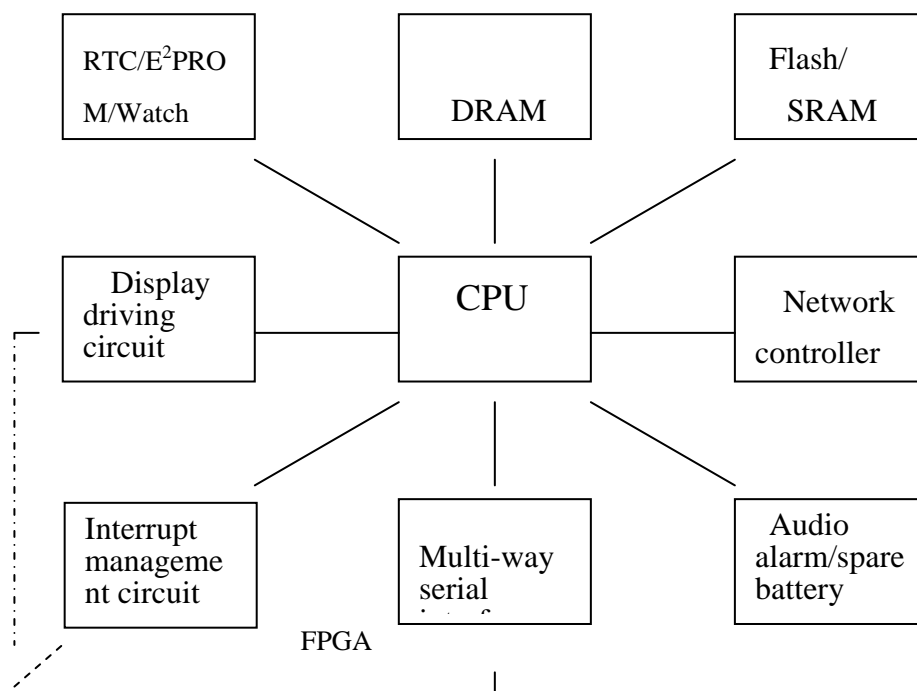 RTC/E²PRO
M/Watch
DRAM
Flash/
SRAM
Display
driving
circuit
CPU
Network
controller
Interrupt
manageme
nt circuit
Multi-way
serial
Audio
alarm/spare
battery
FPGA